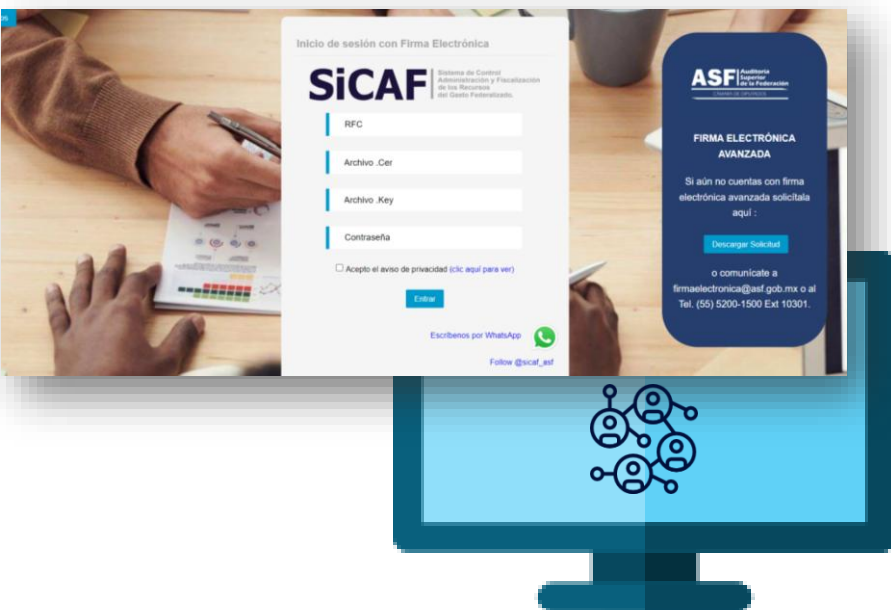 os
Inicio de sesión con Firma Electrónica
SiCAF
Sistema de Control
Administración y Fiscalización
de los Recursos
del Gasto Federalizado.
RFC
Archivo .Cer
Archivo .Key
Contraseña
Acepto el aviso de privacidad (clic aquí para ver)
Entrar
Escríbenos por WhatsApp
Follow @sicaf_asf
ASF
Auditoría
Superior
de la Federación
CÁMARA DE DIPUTADOS
FIRMA ELECTRÓNICA
AVANZADA
Si aún no cuentas con firma
electrónica avanzada solicítala
aquí :
Descargar Solicitud
o comunícate a
firmaelectronica@asf.gob.mx o al
Tel. (55) 5200-1500 Ext 10301.